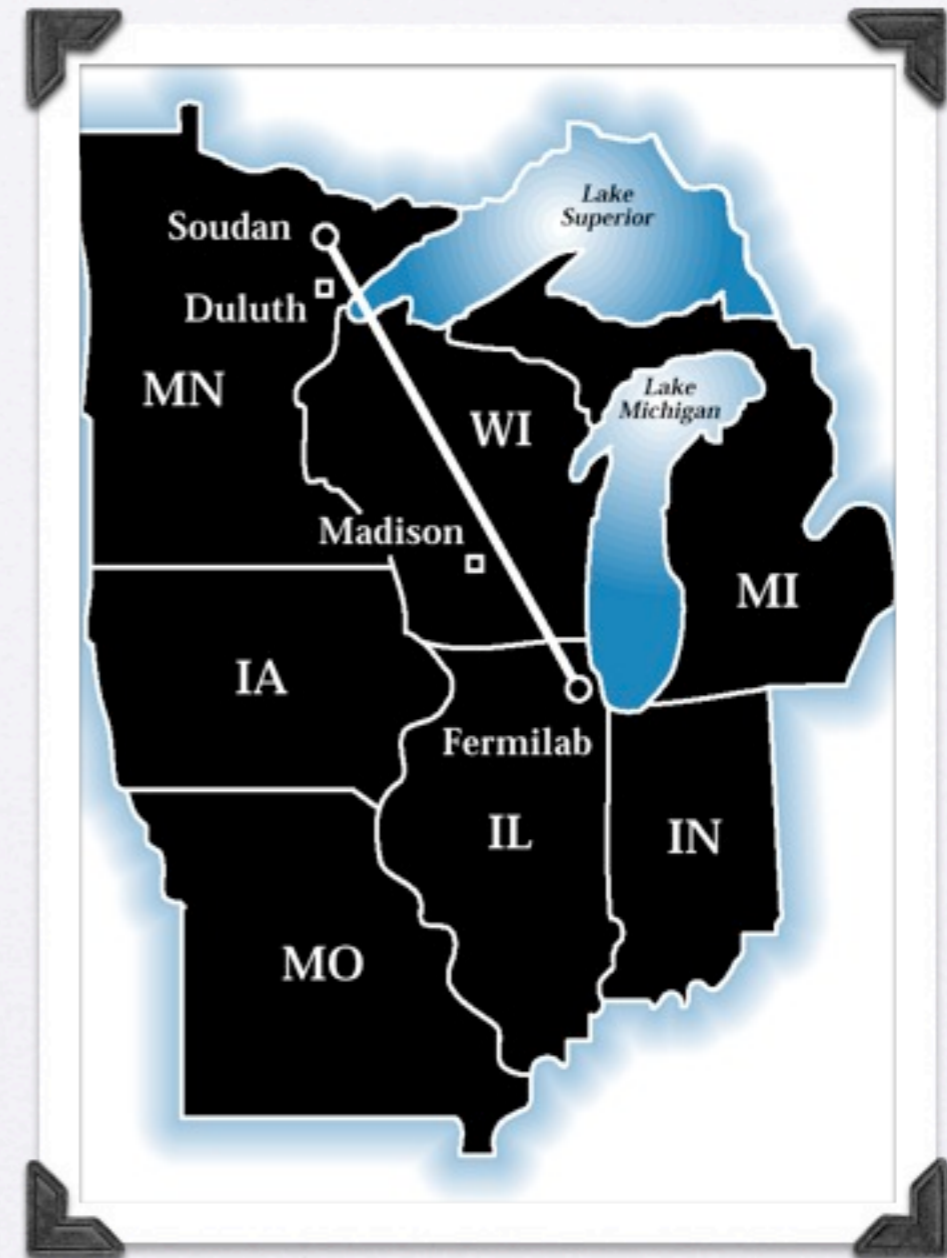 Lake
Superior
Soudan
Duluth
MN
Lake
Michigan
WI
Madison
MI
IA
Fermilab
IL
IN
MO